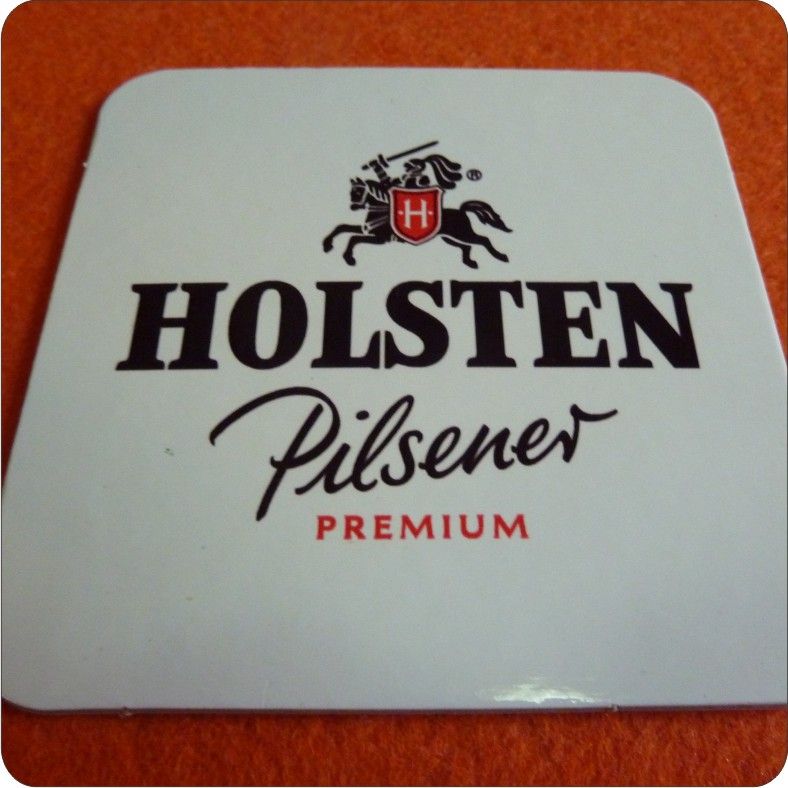 ®
H
HOLSTEN
Pilsener
PREMIUM